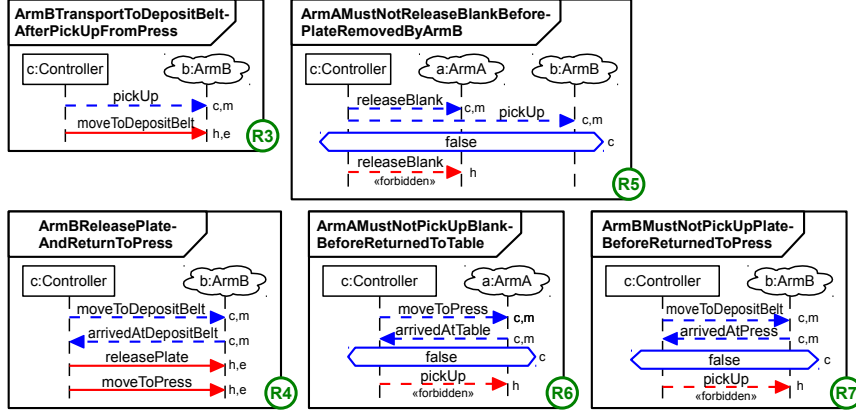 ArmBTransportToDepositBelt-
AfterPickUpFromPress
c:Controller
b:ArmB
pickUp
c,m
moveToDepositBelt
h,e
R3
ArmAMustNotReleaseBlankBefore-
PlateRemovedByArmB
c:Controller
a:ArmA
b:ArmB
releaseBlank
c,m
pickUp
c,m
false
c
releaseBlank
h
«forbidden»
R5
ArmBReleasePlate-
AndReturnToPress
c:Controller
b:ArmB
moveToDepositBelt
c,m
arrivedAtDepositBelt
c,m
releasePlate
h,e
moveToPress
h,e
R4
ArmAMustNotPickUpBlank-
BeforeReturnedToTable
c:Controller
a:ArmA
moveToPress
c,m
arrivedAtTable
c,m
false
c
pickUp
h
«forbidden»
R6
ArmBMustNotPickUpPlate-
BeforeReturnedToPress
c:Controller
b:ArmB
moveToDepositBelt
c,m
arrivedAtPress
c,m
false
c
pickUp
h
«forbidden»
R7